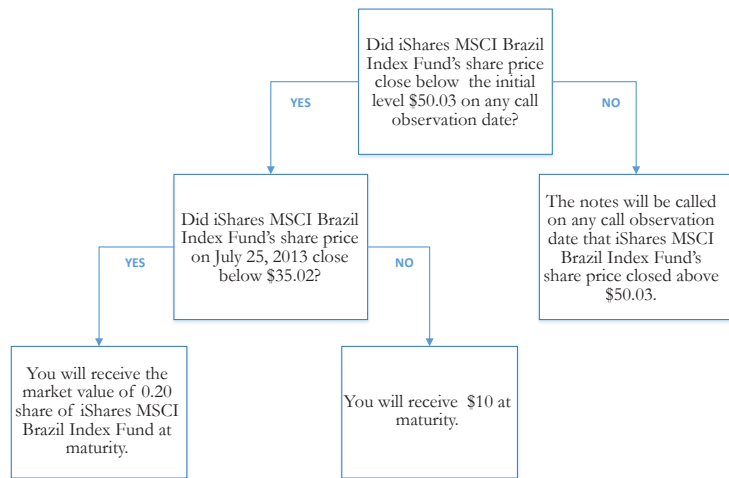 Did iShares MSCI Brazil
Index Fund's share price
close below the initial
level $50.03 on any call
observation date?
YES
NO
Did iShares MSCI Brazil
Index Fund's share price
on July 25, 2013 close
below $35.02?
The notes will be called
on any call observation
date that iShares MSCI
Brazil Index Fund's
share price closed above
$50.03.
YES
NO
You will receive the
market value of 0.20
share of iShares MSCI
Brazil Index Fund at
maturity.
You will receive $10 at
maturity.